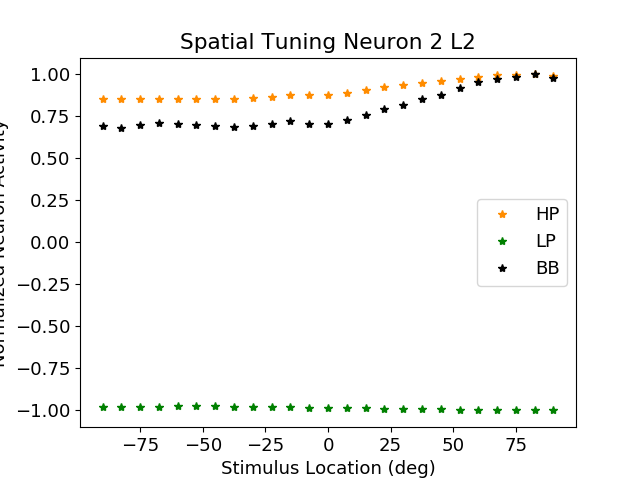 Spatial Tuning Neuron 2 L2
Normalized Neuron Activity
1.00
0.75
0.50
0.25
0.00
−0.25
−0.50
−0.75
−1.00
HP
LP
BB
−75
−50
−25
0
25
50
75
Stimulus Location (deg)